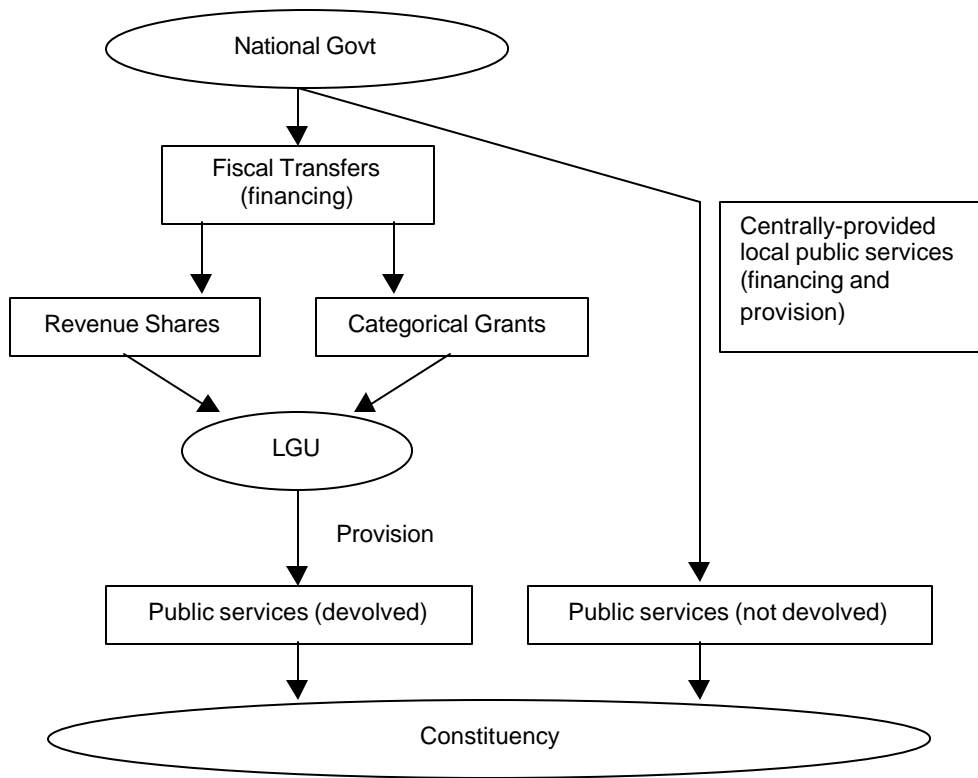 National Govt
Fiscal Transfers
(financing)
Centrally-provided
local public services
(financing and
provision)
Revenue Shares
Categorical Grants
LGU
Provision
Public services (devolved)
Public services (not devolved)
Constituency